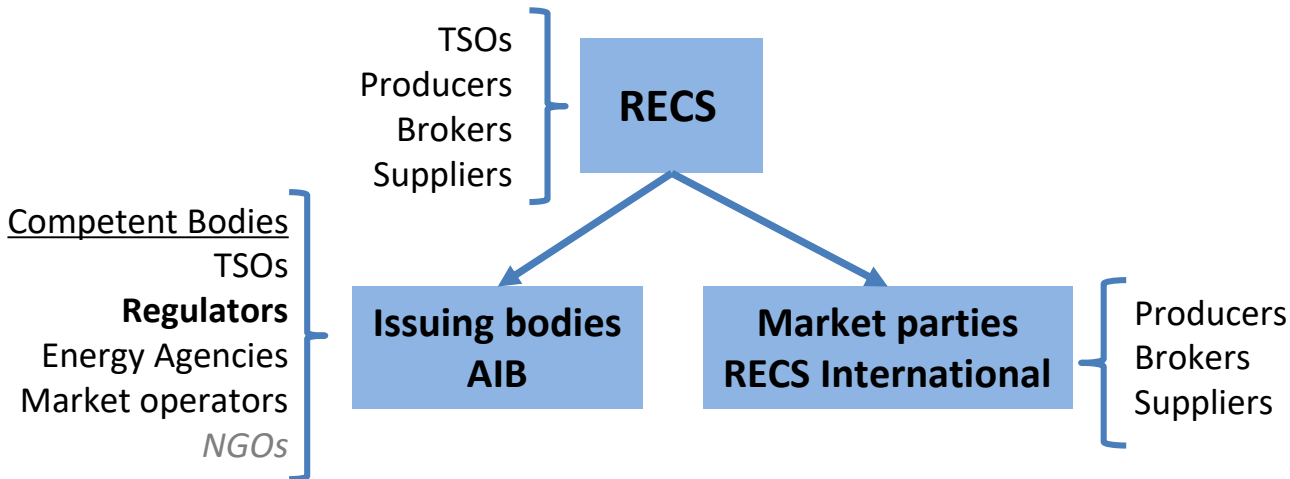 TSOs
Producers
Brokers
Suppliers
RECS
Competent Bodies
TSOs
Regulators
Energy Agencies
Market operators
NGOs
Issuing bodies
AIB
Market parties
RECS International
Producers
Brokers
Suppliers